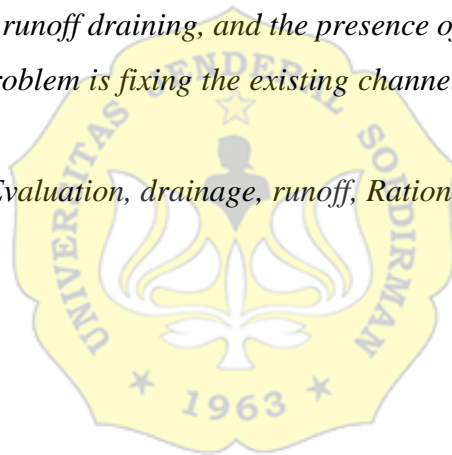 runoff draining, and the presence of
roblem is fixing the existing channe
Evaluation, drainage, runoff, Ration
UNIVERSITAS JENDERAL SOEDIRMAN
1963